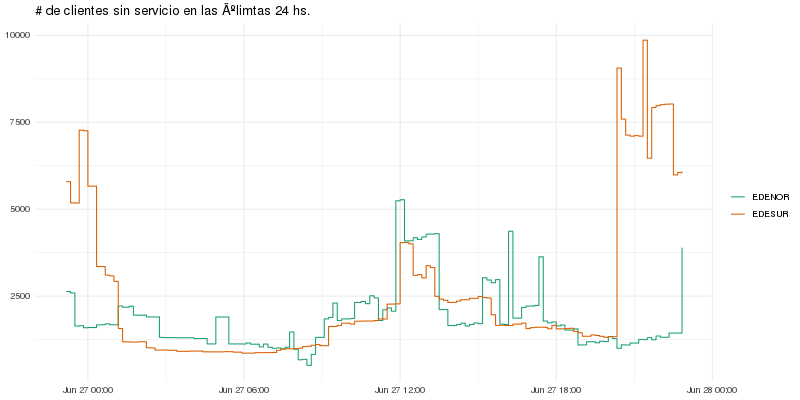 # de clientes sin servicio en las Ãºlimtas 24 hs.
10000
7500
5000
2500
EDENOR
EDESUR
Jun 27 00:00
Jun 27 06:00
Jun 27 12:00
Jun 27 18:00
Jun 28 00:00